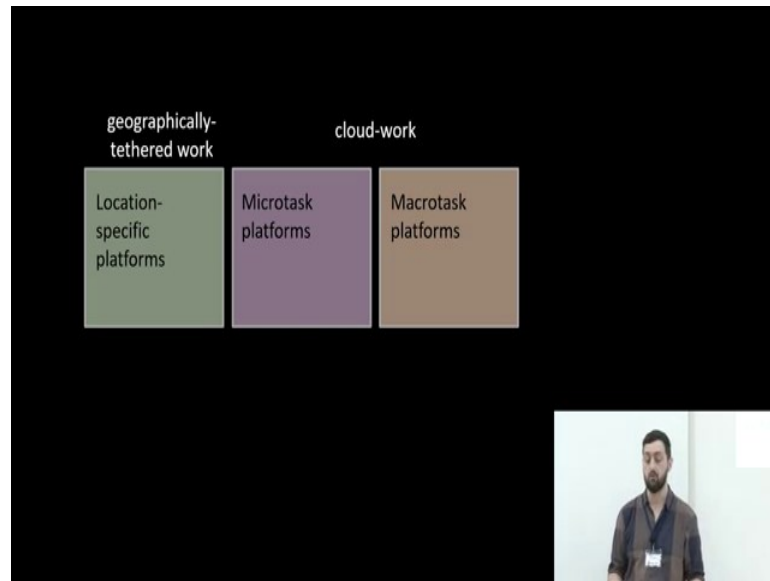 geographically-
tethered work
cloud-work
Location-
specific
platforms
Microtask
platforms
Macrotask
platforms